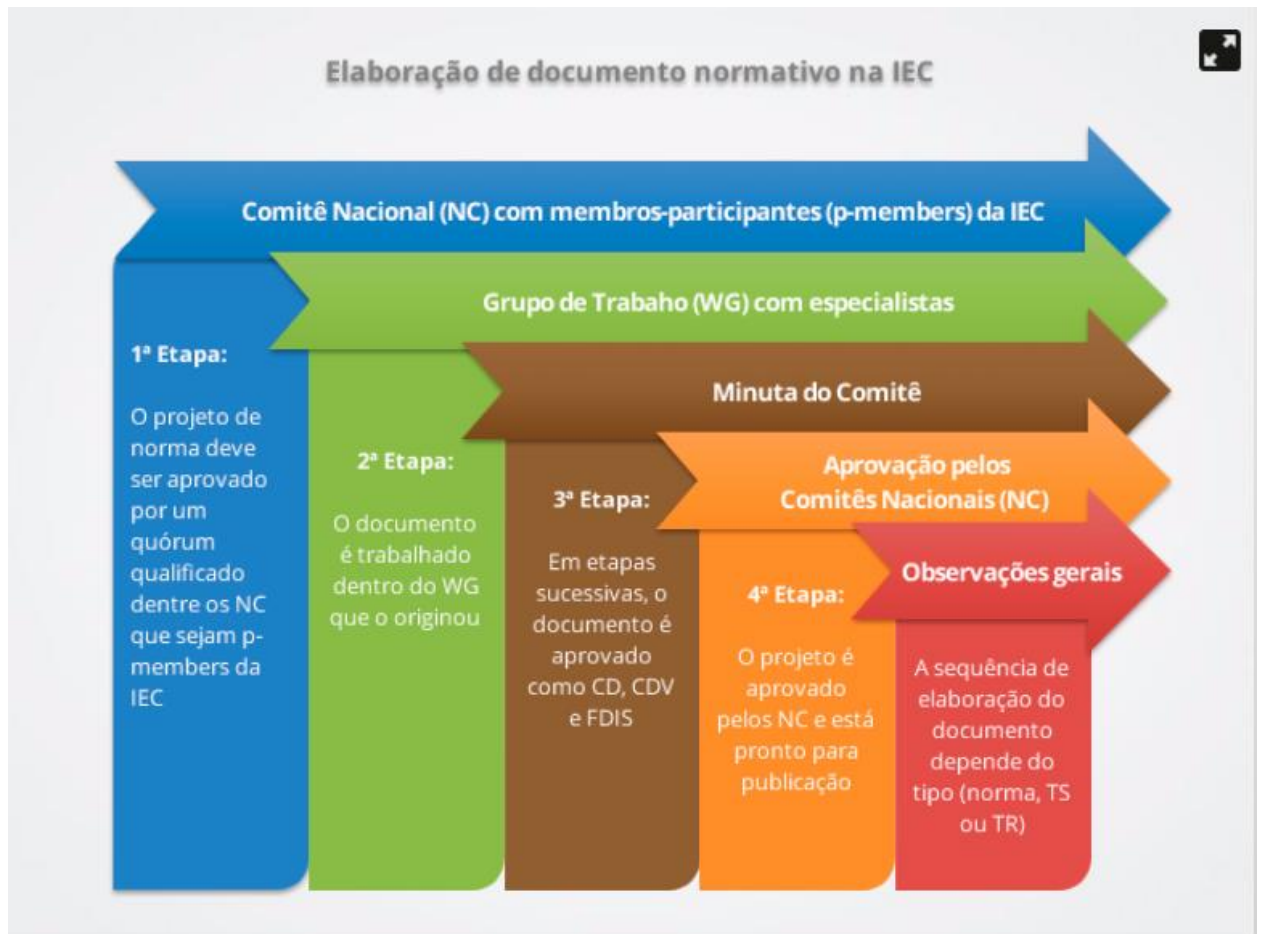 Elaboração de documento normativo na IEC
Comitê Nacional (NC) com membros-participantes (p-members) da IEC
Grupo de Trabaho (WG) com especialistas
Minuta do Comitê
Aprovação pelos
Comitês Nacionais (NC)
Observações gerais
1ª Etapa:
O projeto de
norma deve
ser aprovado
por um
quórum
qualificado
dentre os NC
que sejam p-
members da
IEC
2ª Etapa:
O documento
é trabalhado
dentro do WG
que o originou
3ª Etapa:
Em etapas
sucessivas, o
documento é
aprovado
como CD, CDV
e FDIS
4ª Etapa:
O projeto é
aprovado
pelos NC e está
pronto para
publicação
A sequência de
elaboração do
documento
depende do
tipo (norma, TS
ou TR)